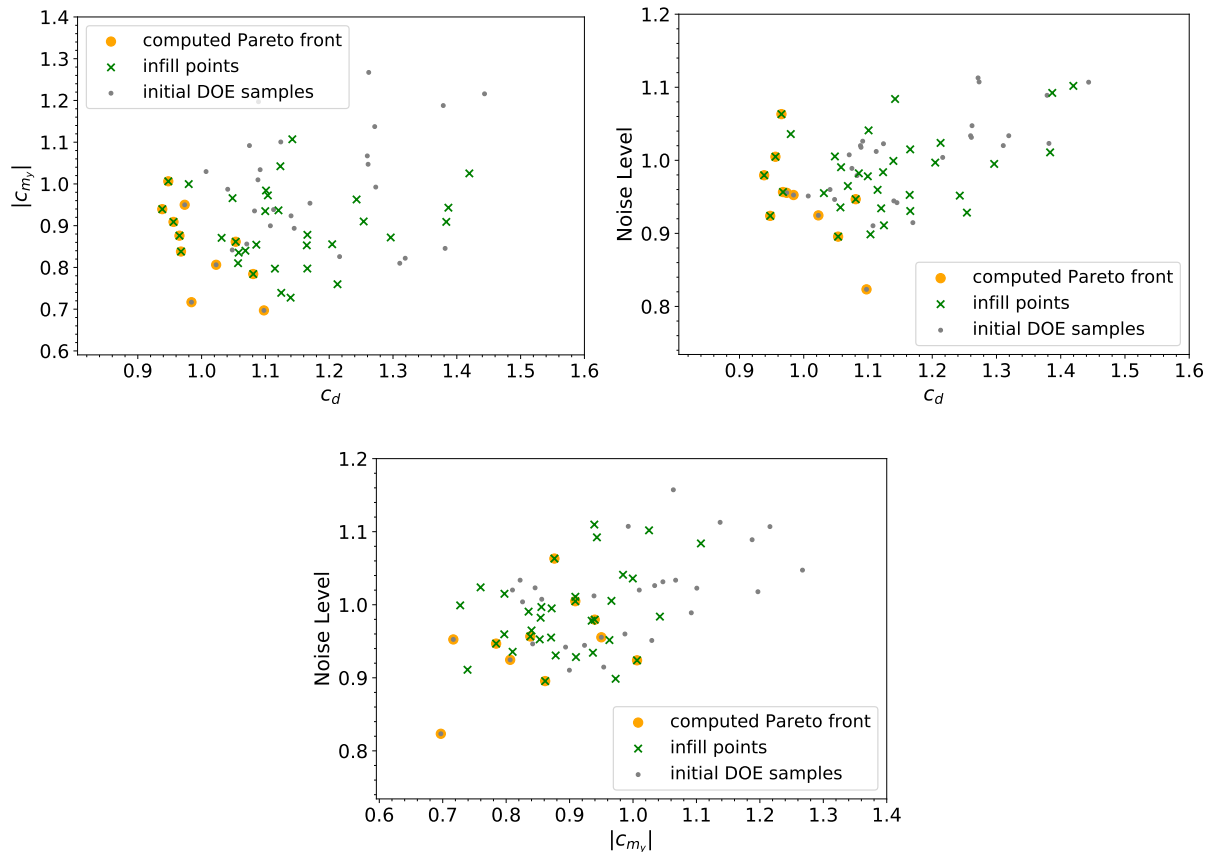 1.4
1.3
1.2
1.1
1.0
0.9
0.8
0.7
0.6
|c_{m_y}|
computed Pareto front
infill points
initial DOE samples
0.9 1.0 1.1 1.2 1.3 1.4 1.5 1.6
c_d
1.2
1.1
1.0
0.9
0.8
Noise Level
computed Pareto front
infill points
initial DOE samples
0.9 1.0 1.1 1.2 1.3 1.4 1.5 1.6
c_d
1.2
1.1
1.0
0.9
0.8
Noise Level
computed Pareto front
infill points
initial DOE samples
0.6 0.7 0.8 0.9 1.0 1.1 1.2 1.3 1.4
|c_{m_y}|